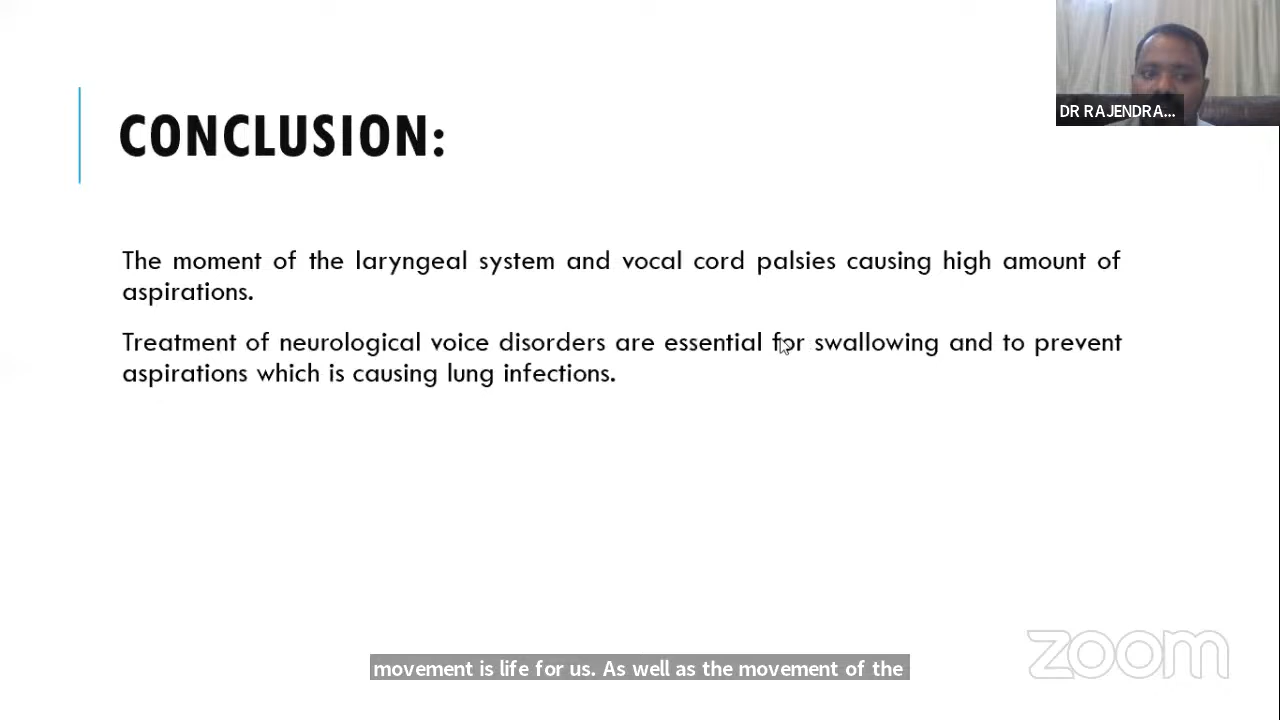 DR RAJENDRA...
CONCLUSION:
The moment of the laryngeal system and vocal cord palsies causing high amount of
aspirations.
Treatment of neurological voice disorders are essential for swallowing and to prevent
aspirations which is causing lung infections.
zoom
movement is life for us. As well as the movement of the